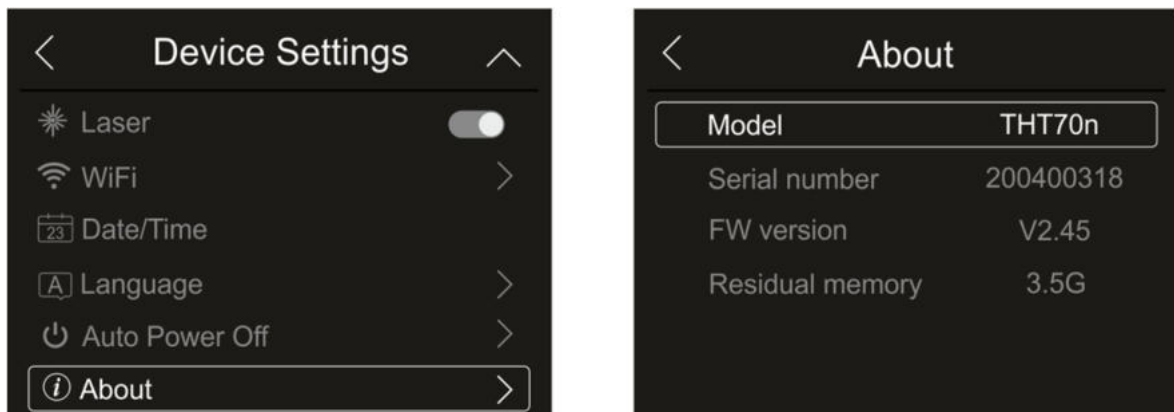 Device Settings
Laser
WiFi
23 Date/Time
A Language
Auto Power Off
i About
About
Model THT70n
Serial number 200400318
FW version V2.45
Residual memory 3.5G